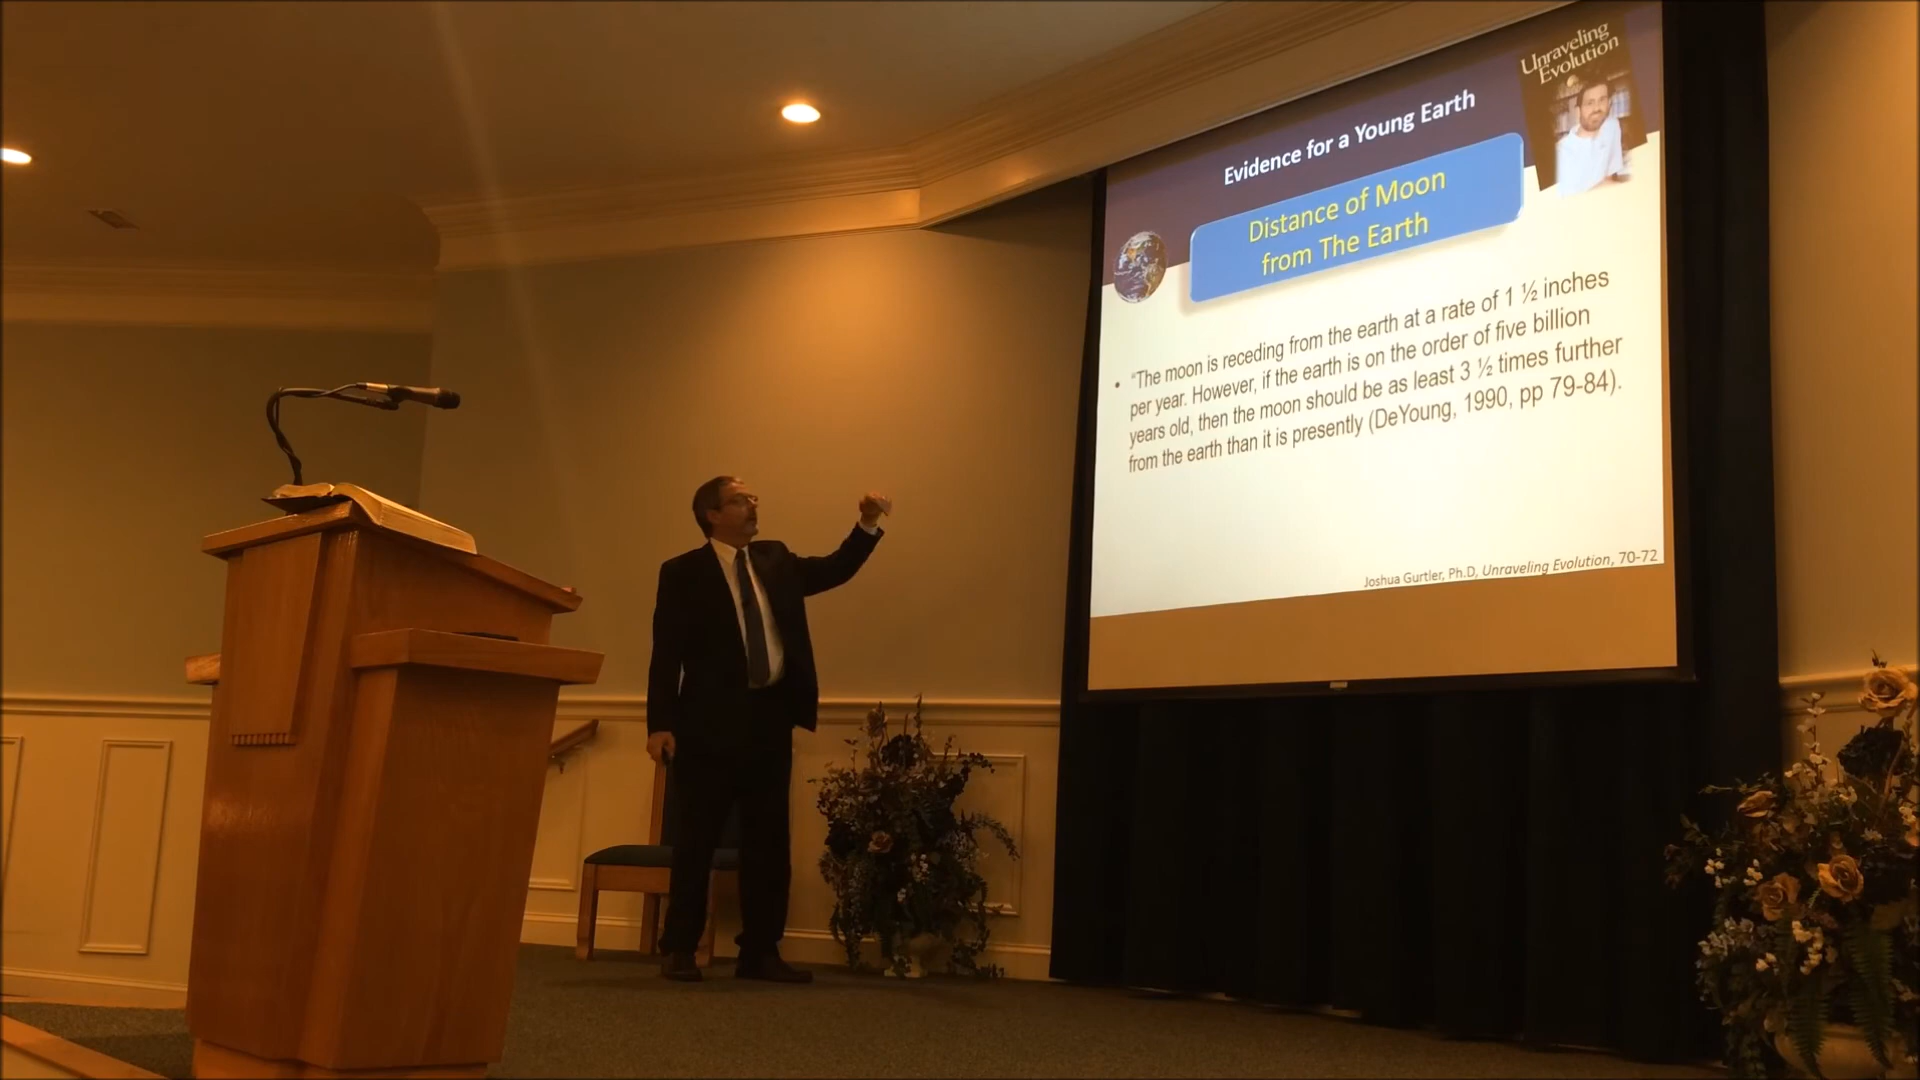 Unraveling
Evolution
Evidence for a Young Earth
Distance of Moon
from The Earth
• "The moon is receding from the earth at a rate of 1 ½ inches
per year. However, if the earth is on the order of five billion
years old, then the moon should be as least 3 ½ times further
from the earth than it is presently (DeYoung, 1990, pp 79-84).
Joshua Gurtler, Ph.D, Unraveling Evolution, 70-72